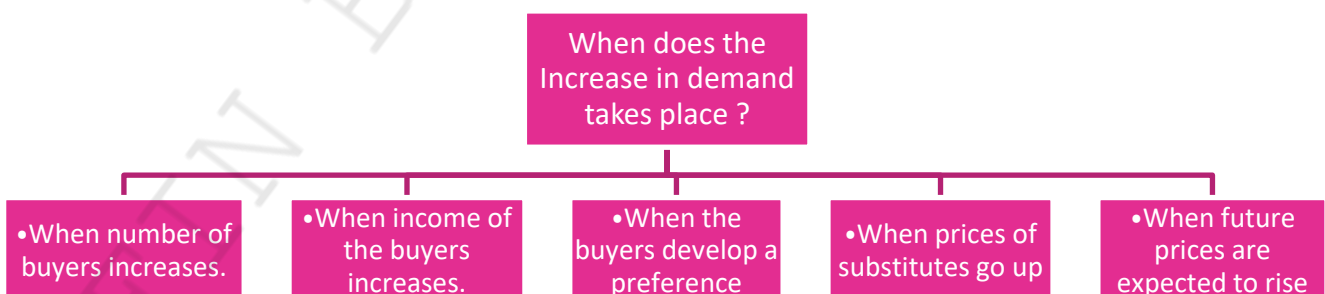 When does the
Increase in demand
takes place ?
•When number of
buyers increases.
•When income of
the buyers
increases.
•When the
buyers develop a
preference
•When prices of
substitutes go up
•When future
prices are
expected to rise